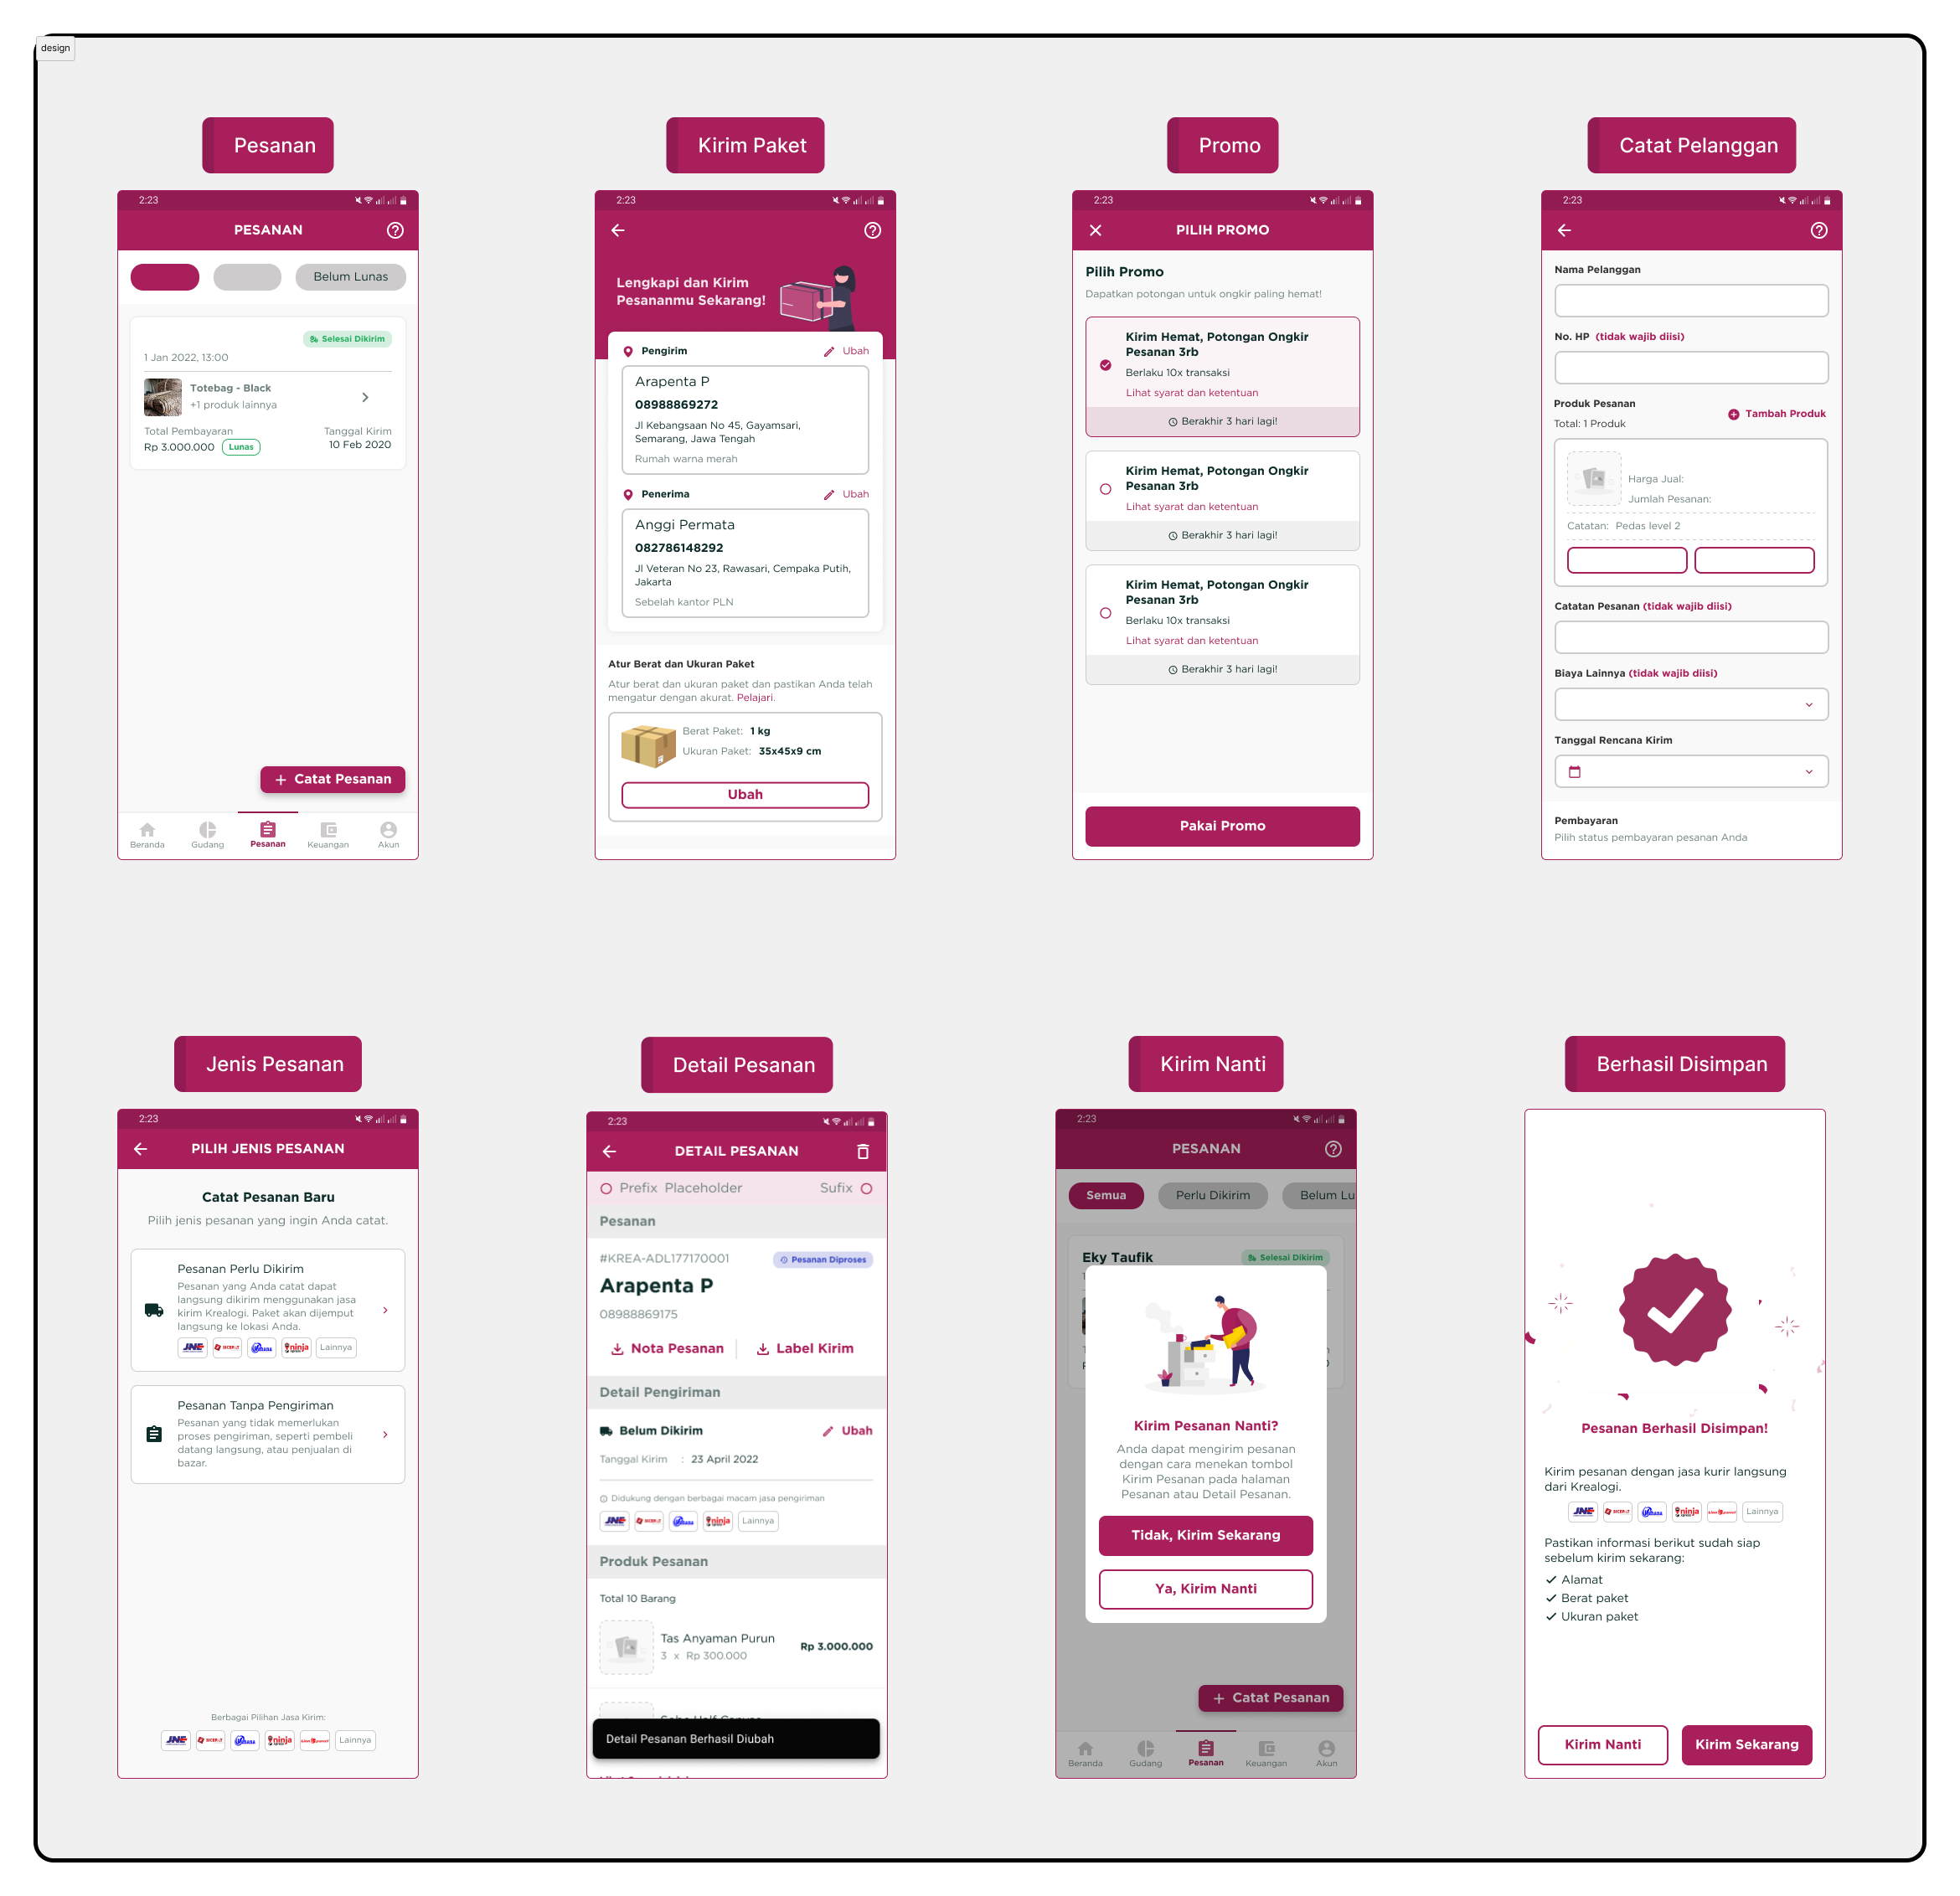 design
Pesanan
2:23
PESANAN
Belum Lunas
Selesai Dikirim
1 Jan 2022, 13:00
Totebag - Black
+1 produk lainnya
Total Pembayaran
Tanggal Kirim
Rp 3.000.000
Lunas
10 Feb 2020
+ Catat Pesanan
Beranda
Gudang
Pesanan
Keuangan
Akun
Kirim Paket
2:23
Lengkapi dan Kirim
Pesananmu Sekarang!
Pengirim
Ubah
Arapenta P
08988869272
Jl Kebangsaan No 45, Gayamsari,
Semarang, Jawa Tengah
Rumah warna merah
Penerima
Ubah
Anggi Permata
082786148292
Jl Veteran No 23, Rawasari, Cempaka Putih,
Jakarta
Sebelah kantor PLN
Atur Berat dan Ukuran Paket
Atur berat dan ukuran paket dan pastikan Anda telah
mengatur dengan akurat. Pelajari.
Berat Paket: 1 kg
Ukuran Paket: 35x45x9 cm
Ubah
Promo
2:23
PILIH PROMO
Pilih Promo
Dapatkan potongan untuk ongkir paling hemat!
Kirim Hemat, Potongan Ongkir
Pesanan 3rb
Berlaku 10x transaksi
Lihat syarat dan ketentuan
Berakhir 3 hari lagi!
Kirim Hemat, Potongan Ongkir
Pesanan 3rb
Lihat syarat dan ketentuan
Berakhir 3 hari lagi!
Kirim Hemat, Potongan Ongkir
Pesanan 3rb
Berlaku 10x transaksi
Lihat syarat dan ketentuan
Berakhir 3 hari lagi!
Pakai Promo
Catat Pelanggan
2:23
Nama Pelanggan
No. HP (tidak wajib diisi)
Produk Pesanan
Total: 1 Produk
Tambah Produk
Harga Jual:
Jumlah Pesanan:
Catatan: Pedas level 2
Catatan Pesanan (tidak wajib diisi)
Biaya Lainnya (tidak wajib diisi)
Tanggal Rencana Kirim
Pembayaran
Pilih status pembayaran pesanan Anda
Jenis Pesanan
2:23
PILIH JENIS PESANAN
Catat Pesanan Baru
Pilih jenis pesanan yang ingin Anda catat.
Pesanan Perlu Dikirim
Pesanan yang Anda catat dapat
langsung dikirim menggunakan jasa
kirim Krealogi. Paket akan dijemput
langsung ke lokasi Anda.
JNE
ninja
Lainnya
Pesanan Tanpa Pengiriman
Pesanan yang tidak memerlukan
proses pengiriman, seperti pembeli
datang langsung, atau penjualan di
bazar.
Berbagai Pilihan Jasa Kirim:
JNE
ninja
Lainnya
Detail Pesanan
2:23
DETAIL PESANAN
Prefix Placeholder
Sufix
Pesanan
#KREA-ADL177170001
Pesanan Diproses
Arapenta P
08988869175
Nota Pesanan
Label Kirim
Detail Pengiriman
Belum Dikirim
Ubah
Tanggal Kirim : 23 April 2022
Didukung dengan berbagai macam jasa pengiriman
JNE
ninja
Lainnya
Produk Pesanan
Total 10 Barang
Tas Anyaman Purun
3 x Rp 300.000
Rp 3.000.000
Detail Pesanan Berhasil Diubah
Kirim Nanti
2:23
PESANAN
Semua
Perlu Dikirim
Belum Lu
Eky Taufik
Selesai Dikirim
Kirim Pesanan Nanti?
Anda dapat mengirim pesanan
dengan cara menekan tombol
Kirim Pesanan pada halaman
Pesanan atau Detail Pesanan.
Tidak, Kirim Sekarang
Ya, Kirim Nanti
+ Catat Pesanan
Beranda
Gudang
Pesanan
Keuangan
Akun
Berhasil Disimpan
Pesanan Berhasil Disimpan!
Kirim pesanan dengan jasa kurir langsung
dari Krealogi.
JNE
ninja
Lainnya
Pastikan informasi berikut sudah siap
sebelum kirim sekarang:
Alamat
Berat paket
Ukuran paket
Kirim Nanti
Kirim Sekarang